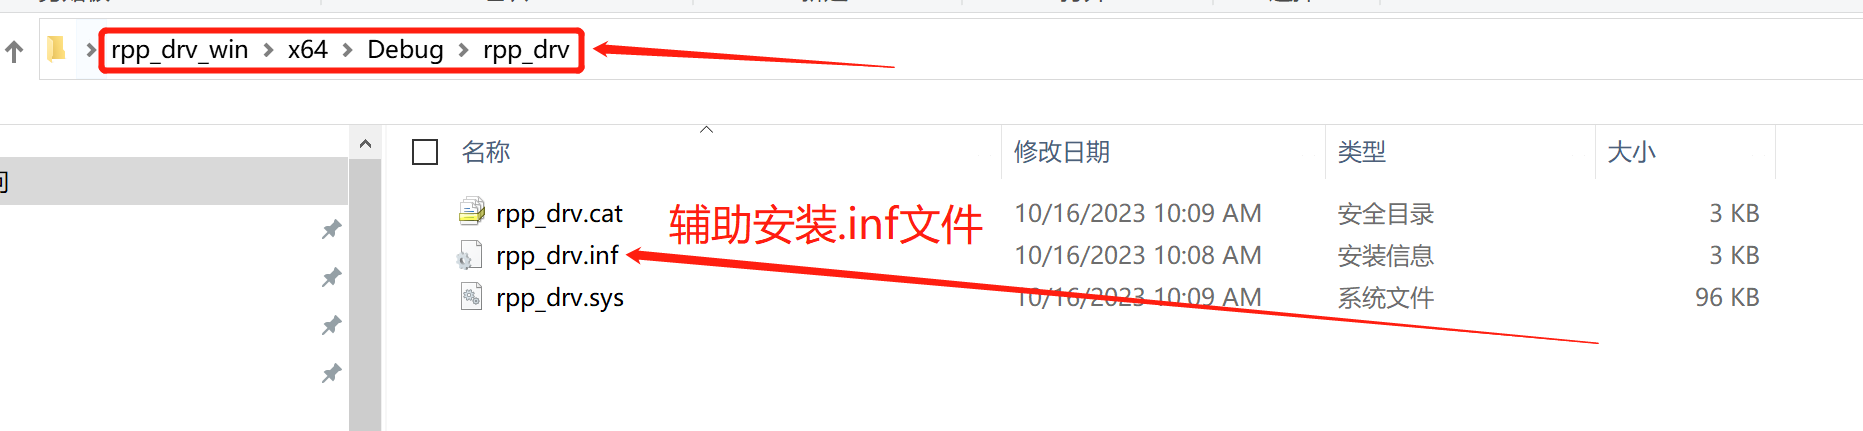 rpp_drv_win > x64 > Debug > rpp_drv
名称 修改日期 类型 大小
rpp_drv.cat 10/16/2023 10:09 AM 安全目录 3 KB
辅助安装.inf文件
rpp_drv.inf 10/16/2023 10:08 AM 安装信息 3 KB
rpp_drv.sys 10/16/2023 10:09 AM 系统文件 96 KB